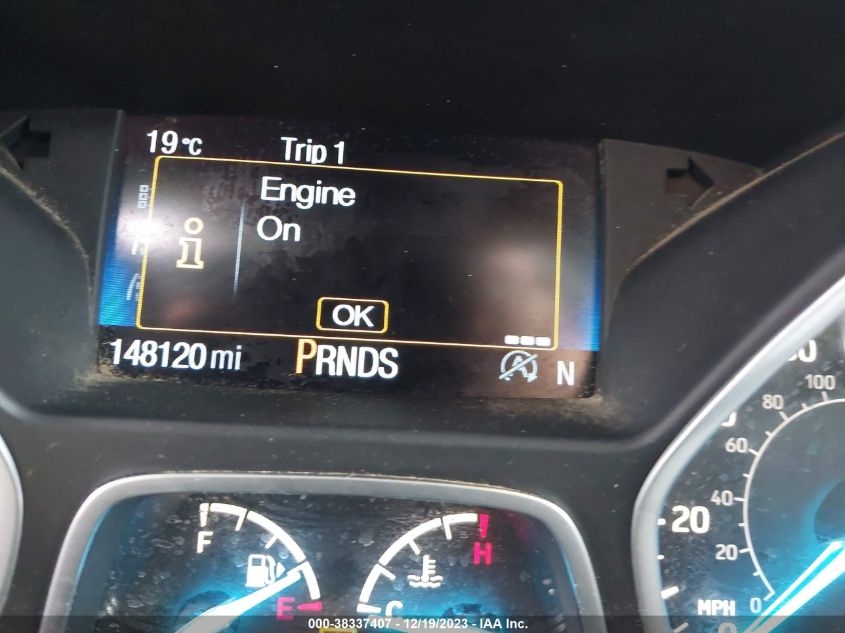 19°C Trip 1
Engine
On
i
OK
148120 mi PRNDS A N
100
80
60
40
20
0
20
0
MPH
F
E
H
C
000-38337407 - 12/19/2023 - IAA Inc.